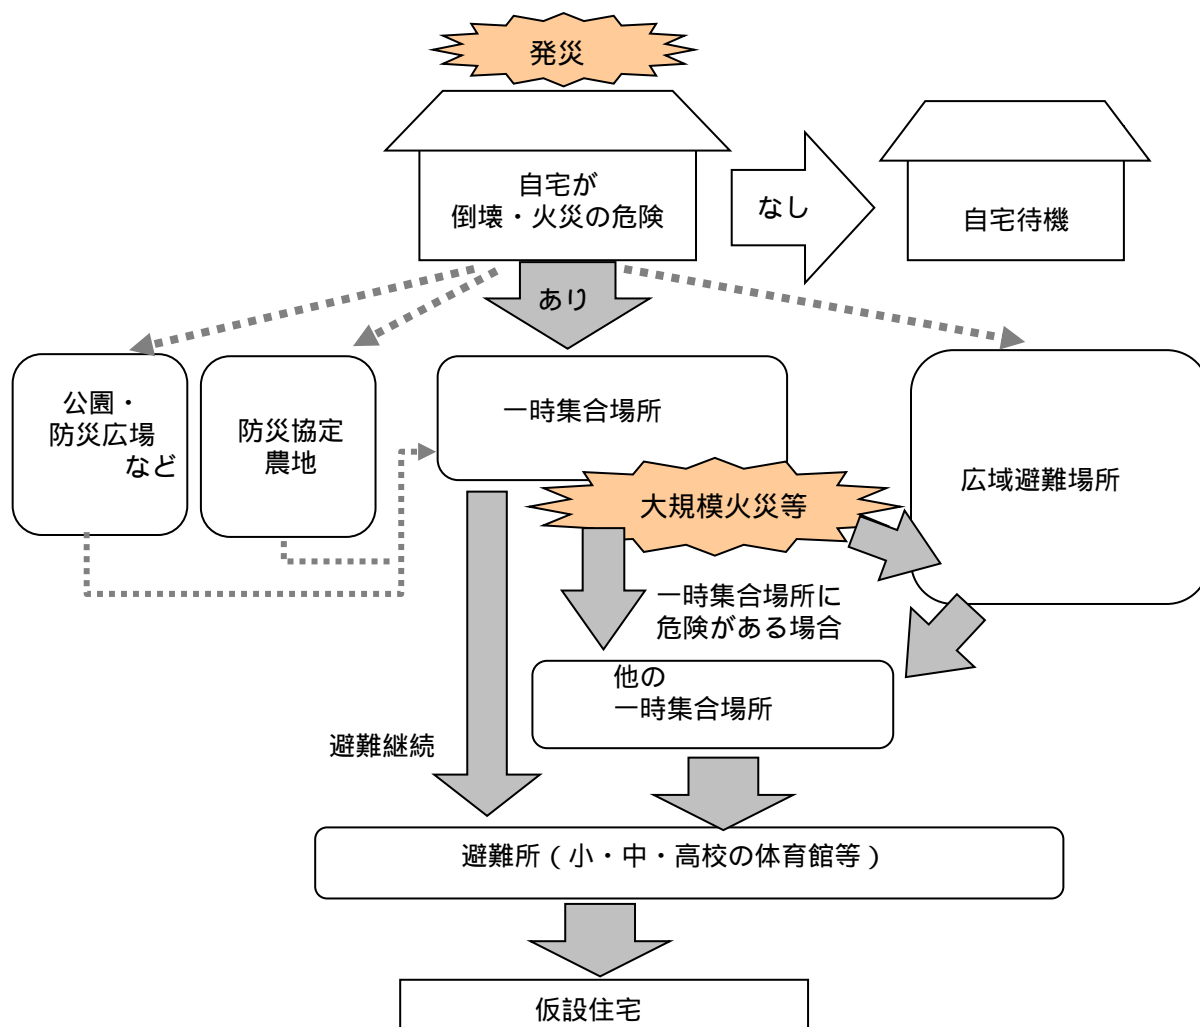 発災
自宅が
倒壊・火災の危険
なし
自宅待機
あり
公園・
防災広場
など
防災協定
農地
一時集合場所
広域避難場所
大規模火災等
一時集合場所に
危険がある場合
他の
一時集合場所
避難継続
避難所（小・中・高校の体育館等）
仮設住宅